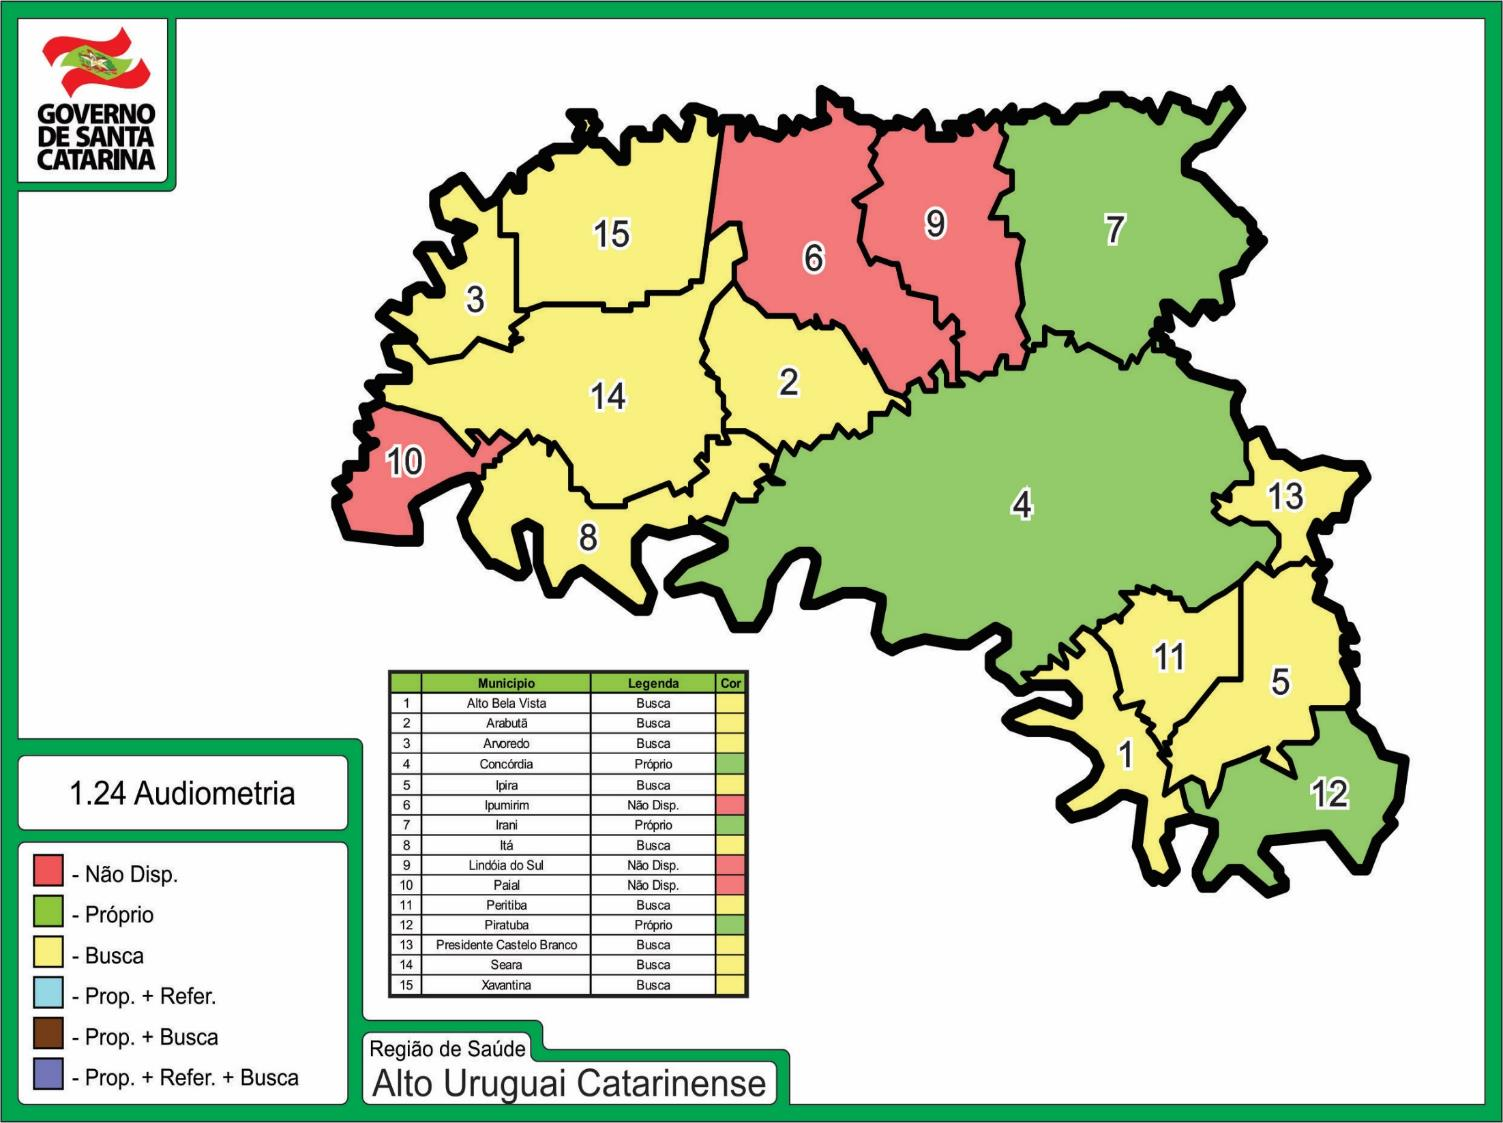 GOVERNO
DE SANTA
CATARINA
15
6
9
7
3
14
2
10
8
4
13
11
5
1
12
Municipio Legenda Cor
1 Alto Bela Vista Busca
2 Arabutã Busca
3 Arvoredo Busca
4 Concórdia Próprio
5 Ipira Busca
6 Ipumirim Não Disp.
7 Irani Próprio
8 Itá Busca
9 Lindóia do Sul Não Disp.
10 Paial Não Disp.
11 Peritiba Busca
12 Piratuba Próprio
13 Presidente Castelo Branco Busca
14 Seara Busca
15 Xavantina Busca
1.24 Audiometria
- Não Disp.
- Próprio
- Busca
- Prop. + Refer.
- Prop. + Busca
- Prop. + Refer. + Busca
Região de Saúde
Alto Uruguai Catarinense